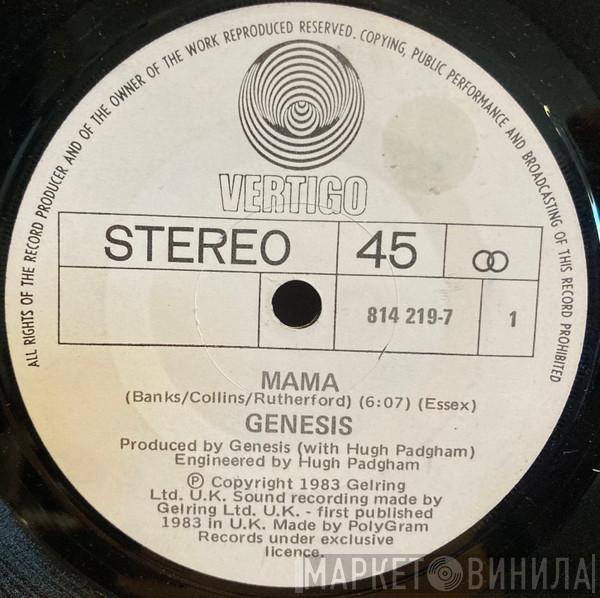 ALL RIGHTS OF THE RECORD PRODUCER AND OF THE OWNER OF THE WORK REPRODUCED RESERVED. COPYING, PUBLIC PERFORMANCE AND BROADCASTING OF THIS RECORD PROHIBITED
VERTIGO
STEREO 45 ꝏ
814 219-7 1
MAMA
(Banks/Collins/Rutherford) (6:07) (Essex)
GENESIS
Produced by Genesis (with Hugh Padgham)
Engineered by Hugh Padgham
Ⓟ Copyright 1983 Gelring
Ltd. U.K. Sound recording made by
Gelring Ltd. U.K. - first published
1983 in U.K. Made by PolyGram
Records under exclusive
licence.
МАРКЕТ ВИНИЛА